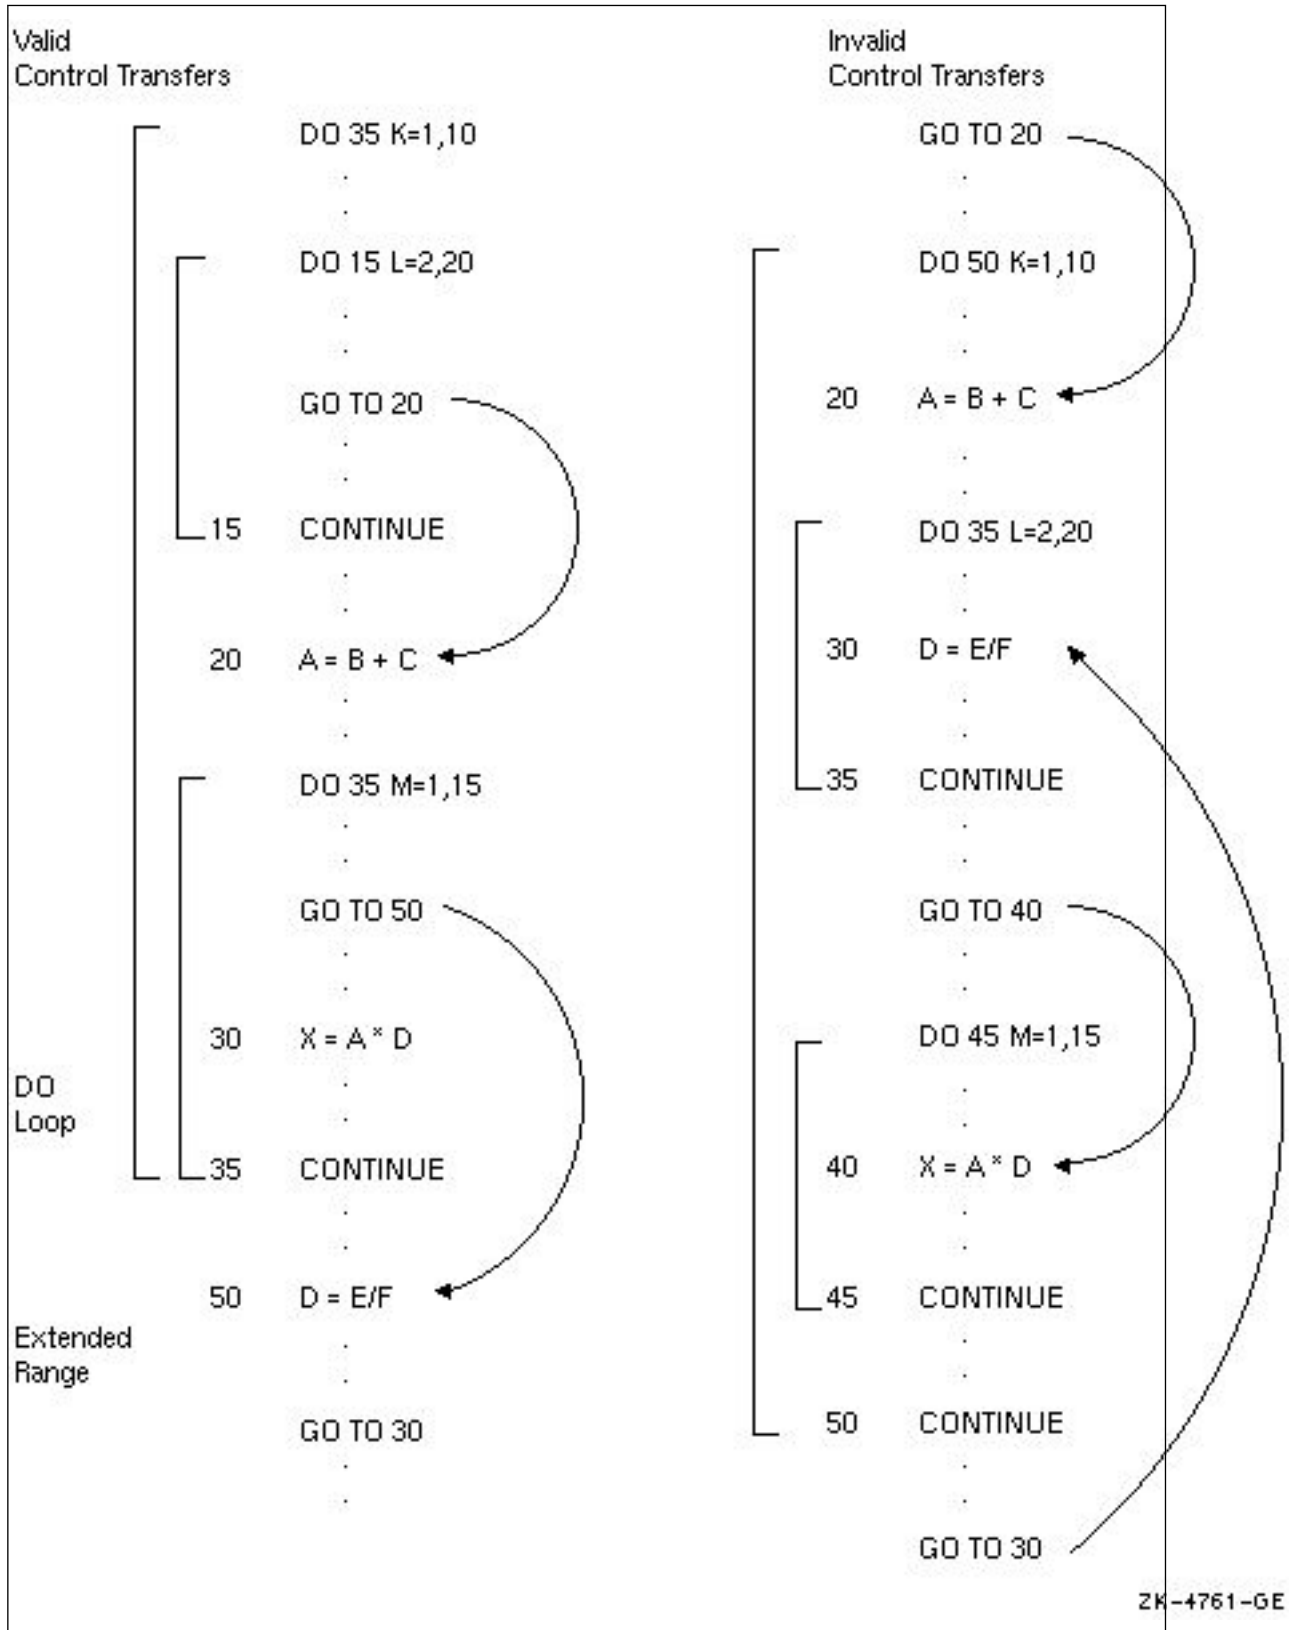 Valid
Control Transfers
DO 35 K=1,10
DO 15 L=2,20
GO TO 20
15 CONTINUE
20 A = B + C
DO 35 M=1,15
GO TO 50
30 X = A * D
DO
Loop
35 CONTINUE
50 D = E/F
Extended
Range
GO TO 30
Invalid
Control Transfers
GO TO 20
DO 50 K=1,10
20 A = B + C
DO 35 L=2,20
30 D = E/F
35 CONTINUE
GO TO 40
DO 45 M=1,15
40 X = A * D
45 CONTINUE
50 CONTINUE
GO TO 30
ZK-4761-GE